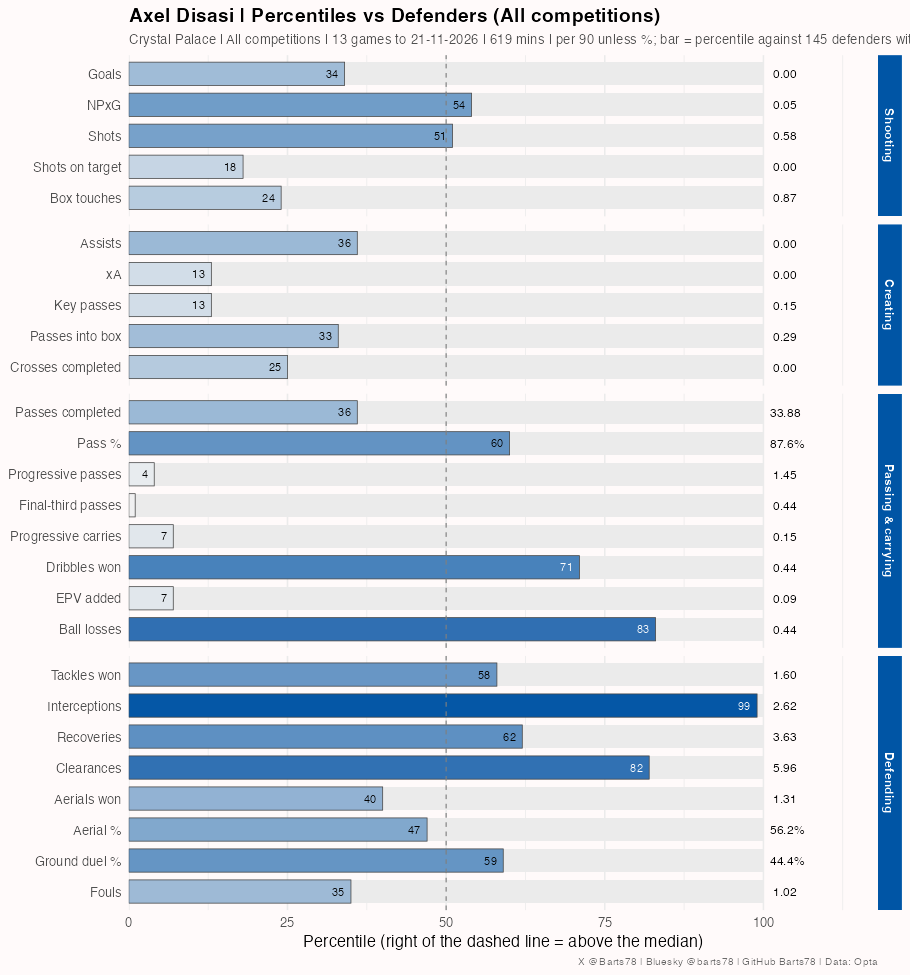 Axel Disasi | Percentiles vs Defenders (All competitions)
Crystal Palace | All competitions | 13 games to 21-11-2026 | 619 mins | per 90 unless %; bar = percentile against 145 defenders wit
Goals 34 0.00
NPxG 54 0.05
Shots 51 0.58
Shots on target 18 0.00
Box touches 24 0.87
Shooting
Assists 36 0.00
xA 13 0.00
Key passes 13 0.15
Passes into box 33 0.29
Crosses completed 25 0.00
Creating
Passes completed 36 33.88
Pass % 60 87.6%
Progressive passes 4 1.45
Final-third passes 0.44
Progressive carries 7 0.15
Dribbles won 71 0.44
EPV added 7 0.09
Ball losses 83 0.44
Passing & carrying
Tackles won 58 1.60
Interceptions 99 2.62
Recoveries 62 3.63
Clearances 82 5.96
Aerials won 40 1.31
Aerial % 47 56.2%
Ground duel % 59 44.4%
Fouls 35 1.02
Defending
0 25 50 75 100
Percentile (right of the dashed line = above the median)
X @Barts78 | Bluesky @barts78 | GitHub Barts78 | Data: Opta